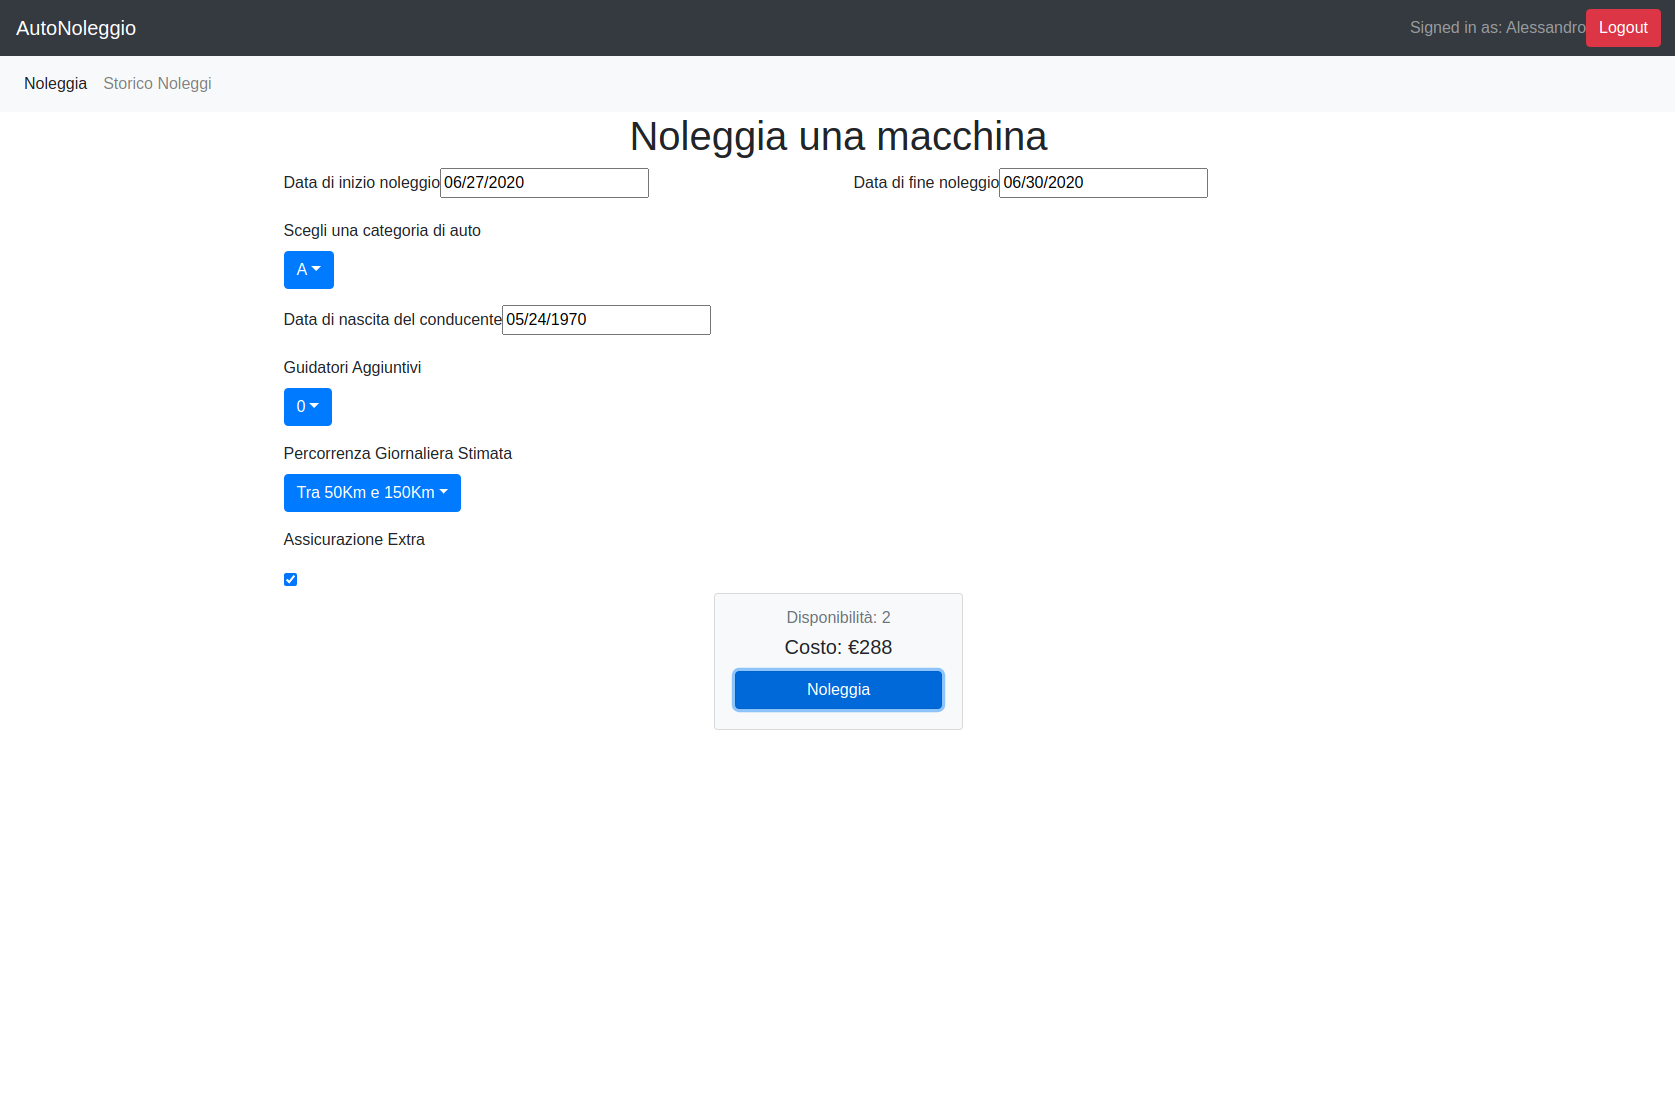 AutoNoleggio
Signed in as: Alessandro Logout
Noleggia Storico Noleggi
Noleggia una macchina
Data di inizio noleggio 06/27/2020 Data di fine noleggio 06/30/2020
Scegli una categoria di auto
A
Data di nascita del conducente 05/24/1970
Guidatori Aggiuntivi
0
Percorrenza Giornaliera Stimata
Tra 50Km e 150Km
Assicurazione Extra
Disponibilità: 2
Costo: €288
Noleggia